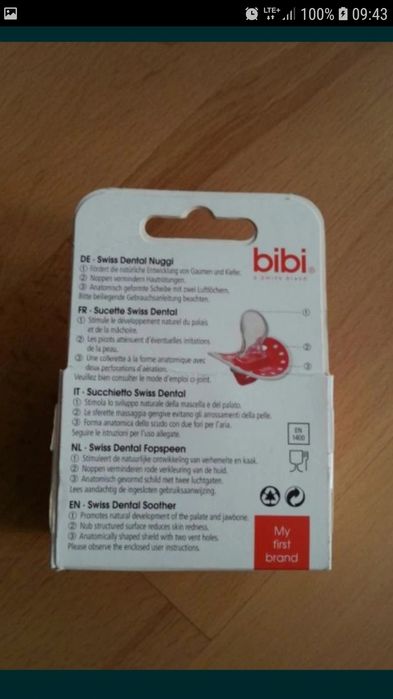 LTE+ 100% 09:43
bibi®
a swiss brand
DE - Swiss Dental Nuggi
① Fördert die natürliche Entwicklung von Gaumen und Kiefer.
② Noppen vermindern Hautrötungen.
③ Anatomisch geformte Scheibe mit zwei Luftlöchern.
Bitte beiliegende Gebrauchsanleitung beachten.
FR - Sucette Swiss Dental
① Stimule le développement naturel du palais
et de la mâchoire.
② Les picots atténuent d'éventuelles irritations
de la peau.
③ Une collerette à la forme anatomique avec
deux perforations d'aération.
Veuillez bien consulter le mode d'emploi ci-joint.
①
②
③
IT - Succhietto Swiss Dental
① Stimola lo sviluppo naturale della mascella e del palato.
② Le sferette massaggia gengive evitano gli arrossamenti della pelle.
③ Forma anatomica dello scudo con due fori per l'aria.
Seguire le istruzioni per l'uso allegate.
EN
1400
NL - Swiss Dental Fopspeen
① Stimuleert de natuurlijke ontwikkeling van verhemelte en kaak.
② Noppen verminderen rode verkleuring van de huid.
③ Anatomisch gevormd schild met twee luchtgaten.
Lees aandachtig de ingesloten gebruiksaanwijzing.
EN - Swiss Dental Soother
① Promotes natural development of the palate and jawbone.
② Nub structured surface reduces skin redness.
③ Anatomically shaped shield with two vent holes.
Please observe the enclosed user instructions.
My
first
brand